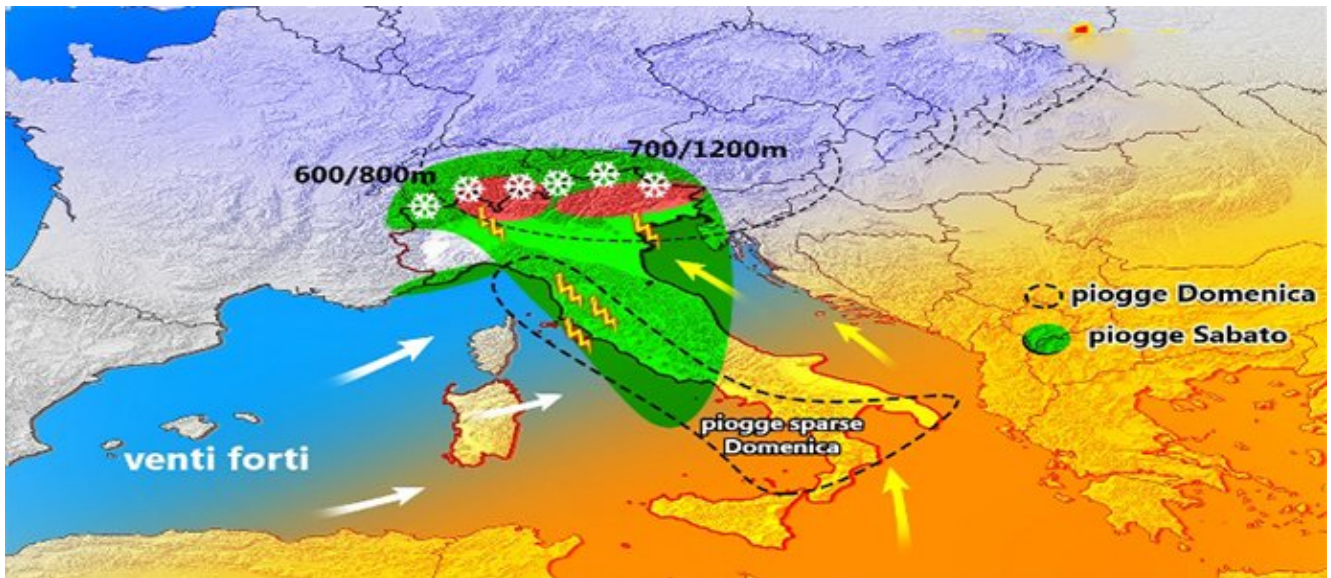 700/1200m
600/800m
piogge Domenica
piogge Sabato
piogge sparse
Domenica
venti forti